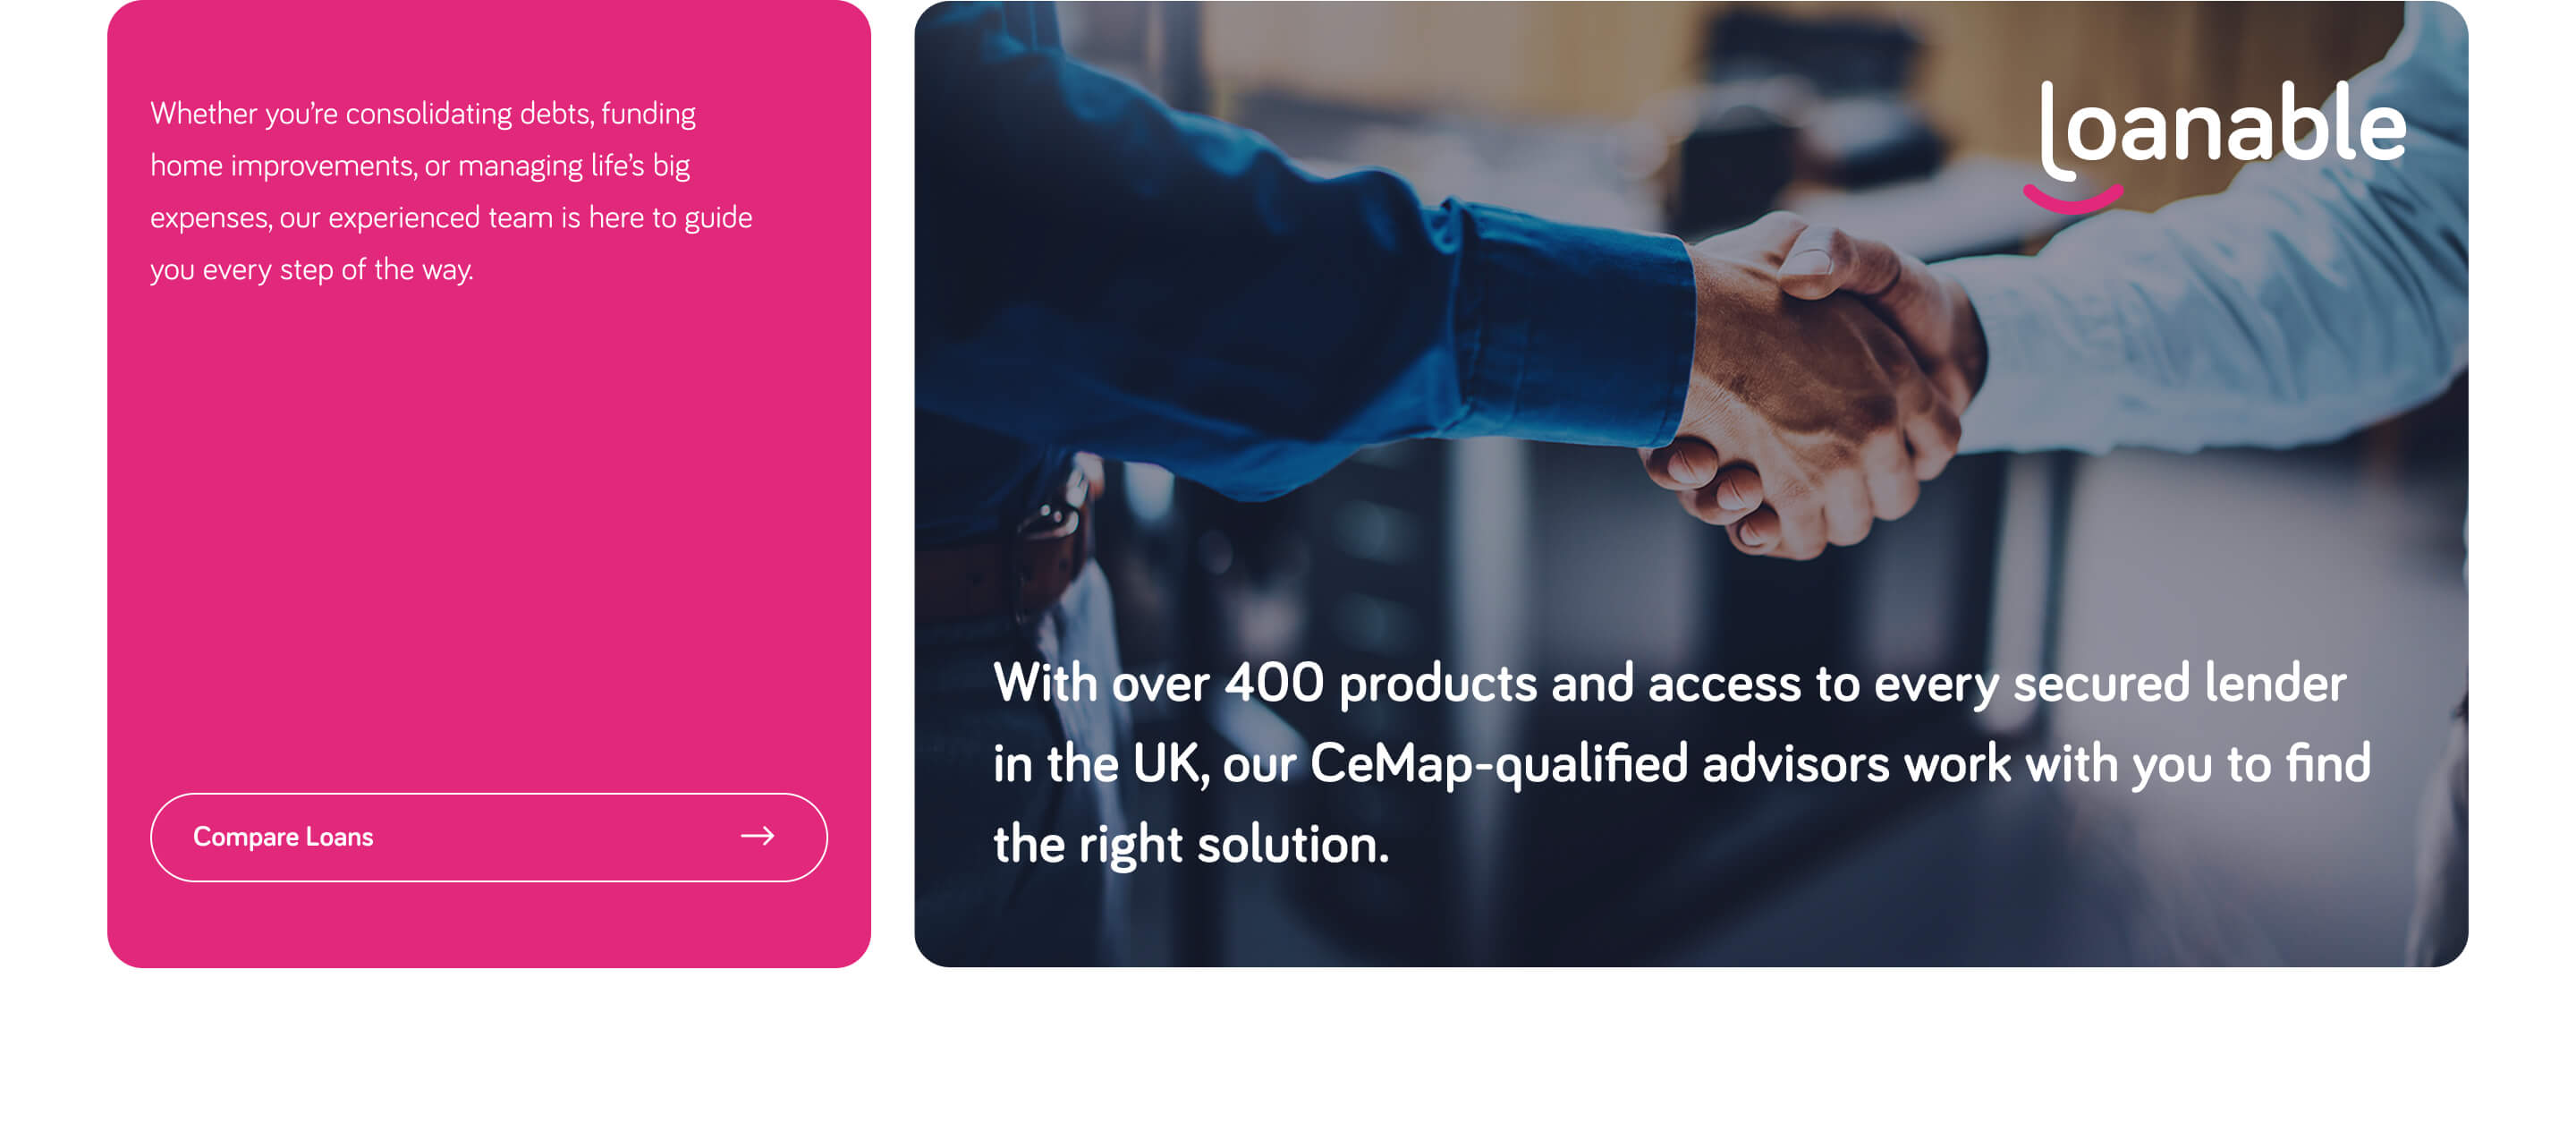 Whether you’re consolidating debts, funding
home improvements, or managing life’s big
expenses, our experienced team is here to guide
you every step of the way.
Compare Loans
loanable
With over 400 products and access to every secured lender
in the UK, our CeMap-qualified advisors work with you to find
the right solution.